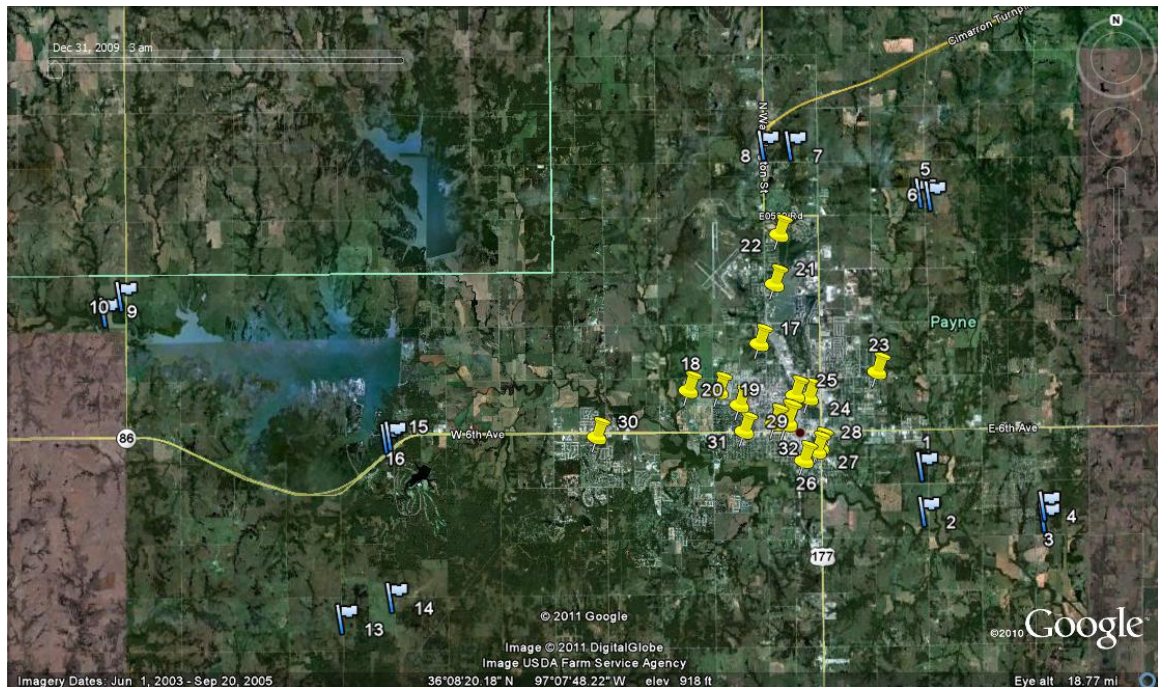 Dec 31, 2009 3 am
N
Cimarron Turnp
8
7
5
6
E0580 Rd
22
21
10
9
Payne
17
23
18
20
19
25
24
30
29
28
86
W 6th Ave
15
31
32
E 6th Ave
16
27
1
26
2
4
3
177
14
13
© 2011 Google
©2010 Google
Image © 2011 DigitalGlobe
Image USDA Farm Service Agency
Imagery Dates: Jun 1, 2003 - Sep 20, 2005
36°08'20.18" N 97°07'48.22" W elev 918 ft
Eye alt 18.77 mi